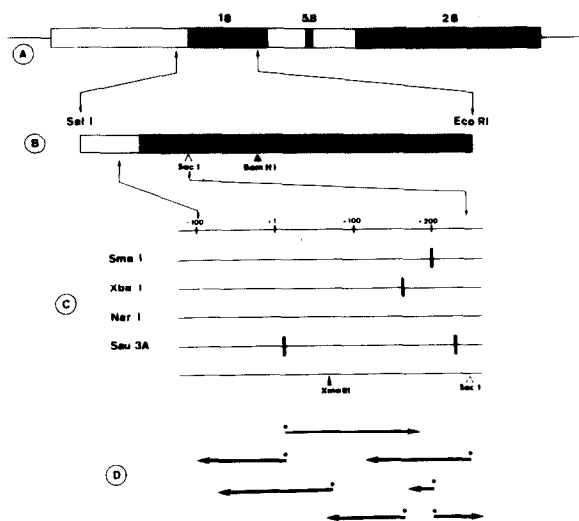 18 5.8 28
A
Sal I Eco RI
B
Sac I Bam H I
-100 +1 +100 +200
Sma I
Xba I
C
Nar I
Sau 3A
Xma III Sac I
D